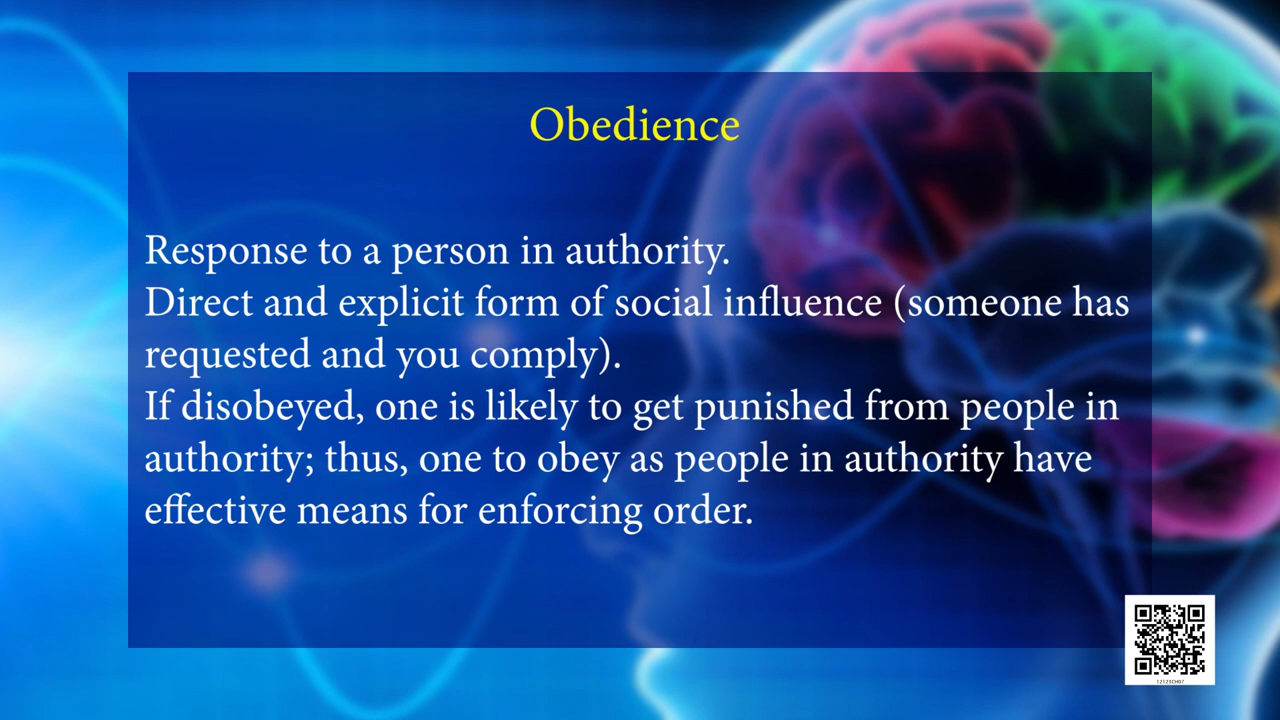 Obedience
Response to a person in authority.
Direct and explicit form of social influence (someone has
requested and you comply).
If disobeyed, one is likely to get punished from people in
authority; thus, one to obey as people in authority have
effective means for enforcing order.
12123CH07